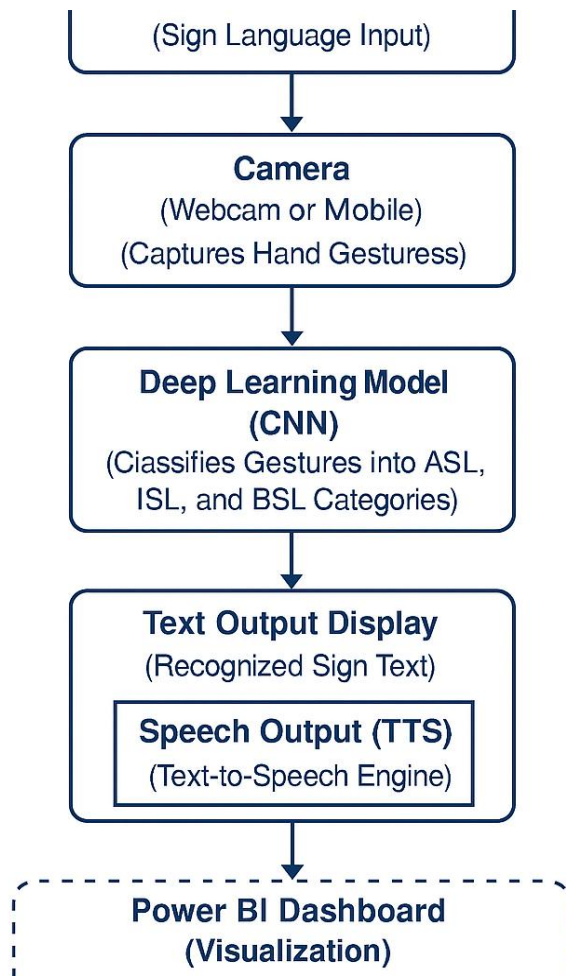 (Sign Language Input)
Camera
(Webcam or Mobile)
(Captures Hand Gesturess)
Deep Learning Model
(CNN)
(Ciassifies Gestures into ASL,
ISL, and BSL Categories)
Text Output Display
(Recognized Sign Text)
Speech Output (TTS)
(Text-to-Speech Engine)
Power BI Dashboard
(Visualization)